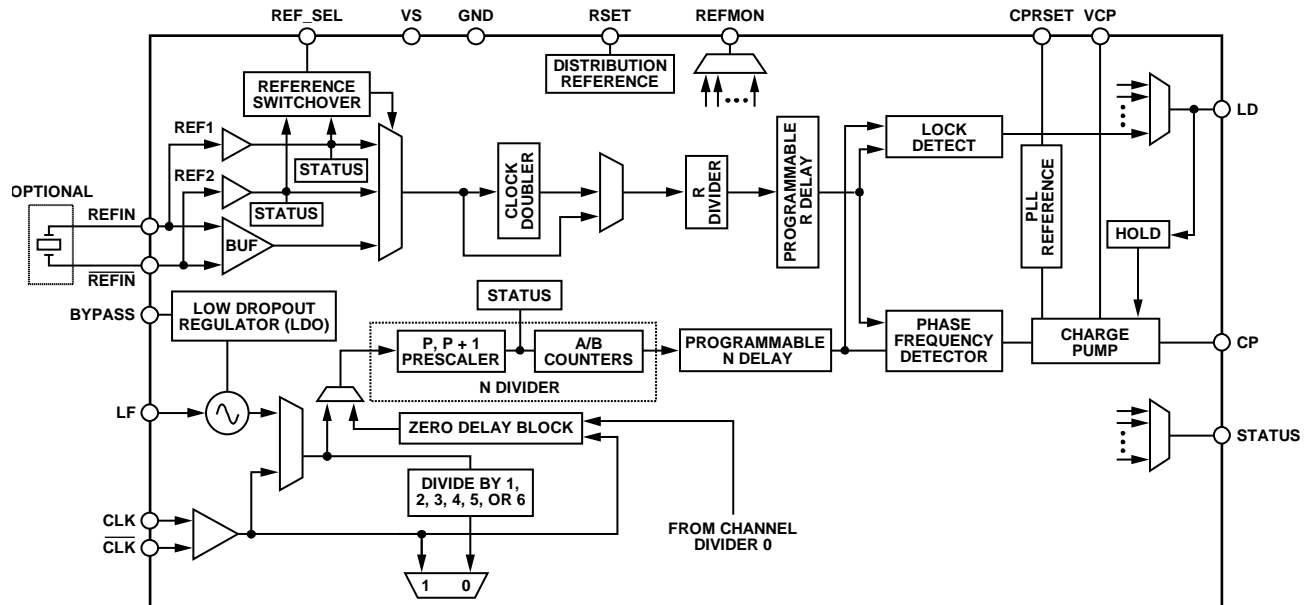 REF_SEL
VS
GND
RSET
REFMON
CPRSET
VCP
REFERENCE
SWITCHOVER
DISTRIBUTION
REFERENCE
REF1
STATUS
REF2
STATUS
OPTIONAL
REFIN
BUF
REFIN
CLOCK
DOUBLER
R
DIVIDER
PROGRAMMABLE
R DELAY
LOCK
DETECT
PLL
REFERENCE
LD
HOLD
BYPASS
LOW DROPOUT
REGULATOR (LDO)
STATUS
P, P + 1
PRESCALER
A/B
COUNTERS
N DIVIDER
PROGRAMMABLE
N DELAY
PHASE
FREQUENCY
DETECTOR
CHARGE
PUMP
CP
LF
ZERO DELAY BLOCK
STATUS
DIVIDE BY 1,
2, 3, 4, 5, OR 6
CLK
CLK
FROM CHANNEL
DIVIDER 0
1 0